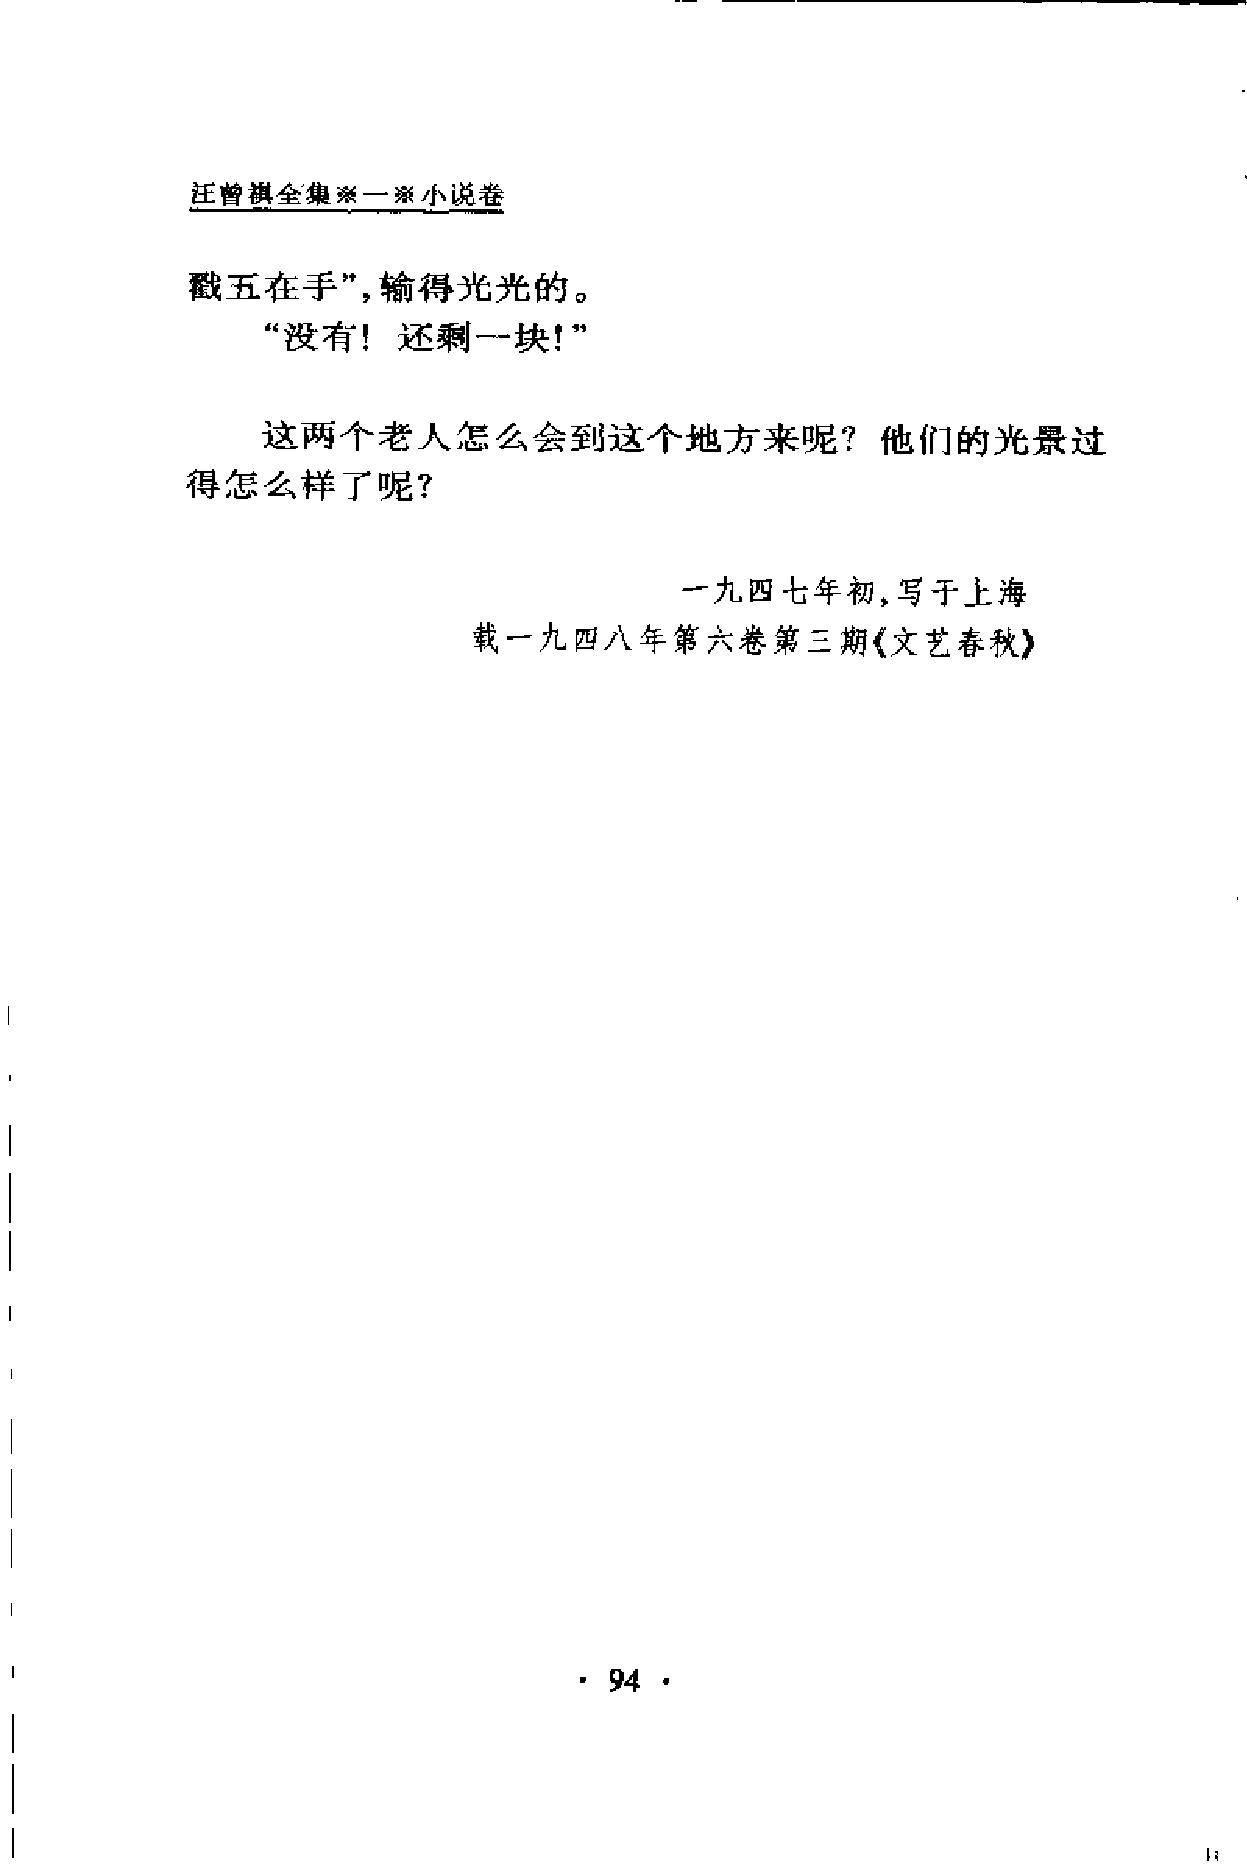 汪曾祺全集※一※小说卷
戳五在手”,输得光光的。
“没有！还剩一块!”
这两个老人怎么会到这个地方来呢？他们的光景过
得怎么样了呢？
一九四七年初,写于上海
载一九四八年第六卷第三期《文艺春秋》
· 94 ·